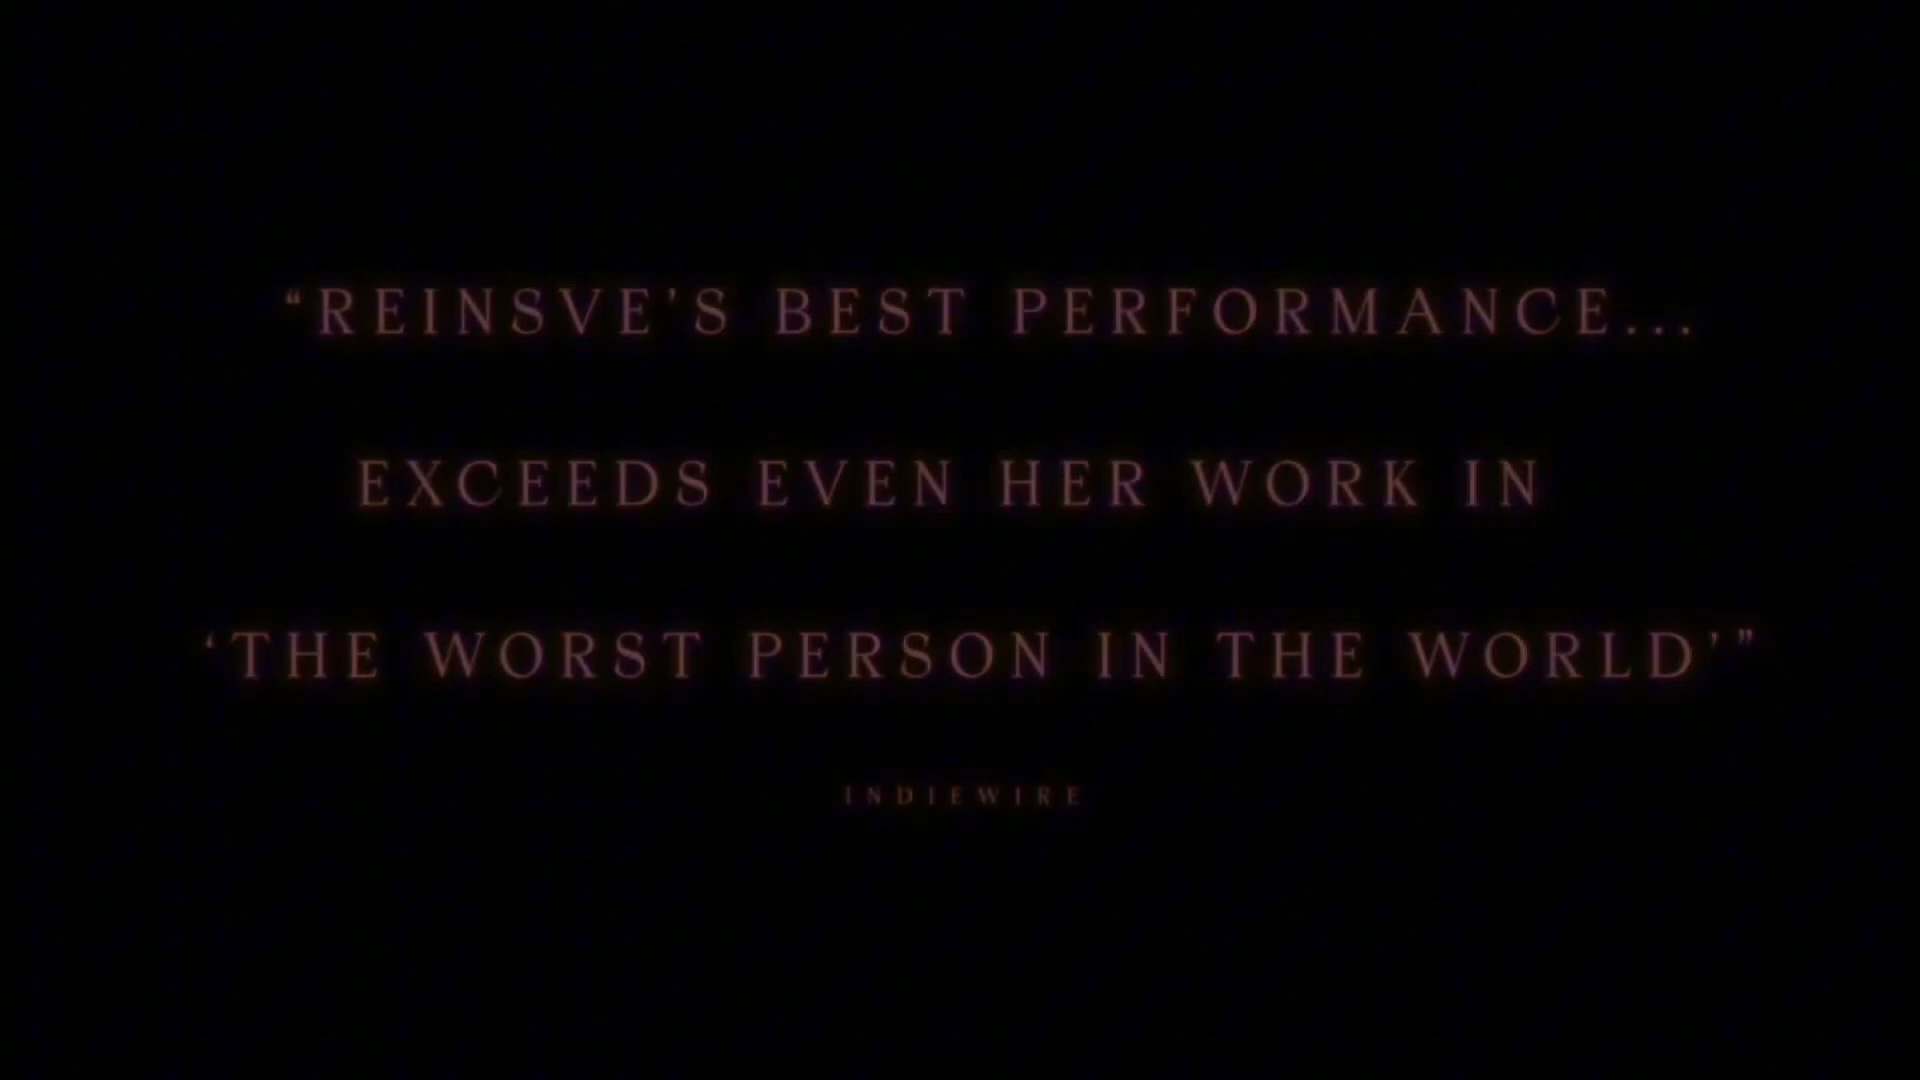 “REINSVE’S BEST PERFORMANCE...
EXCEEDS EVEN HER WORK IN
‘THE WORST PERSON IN THE WORLD’”
INDIEWIRE